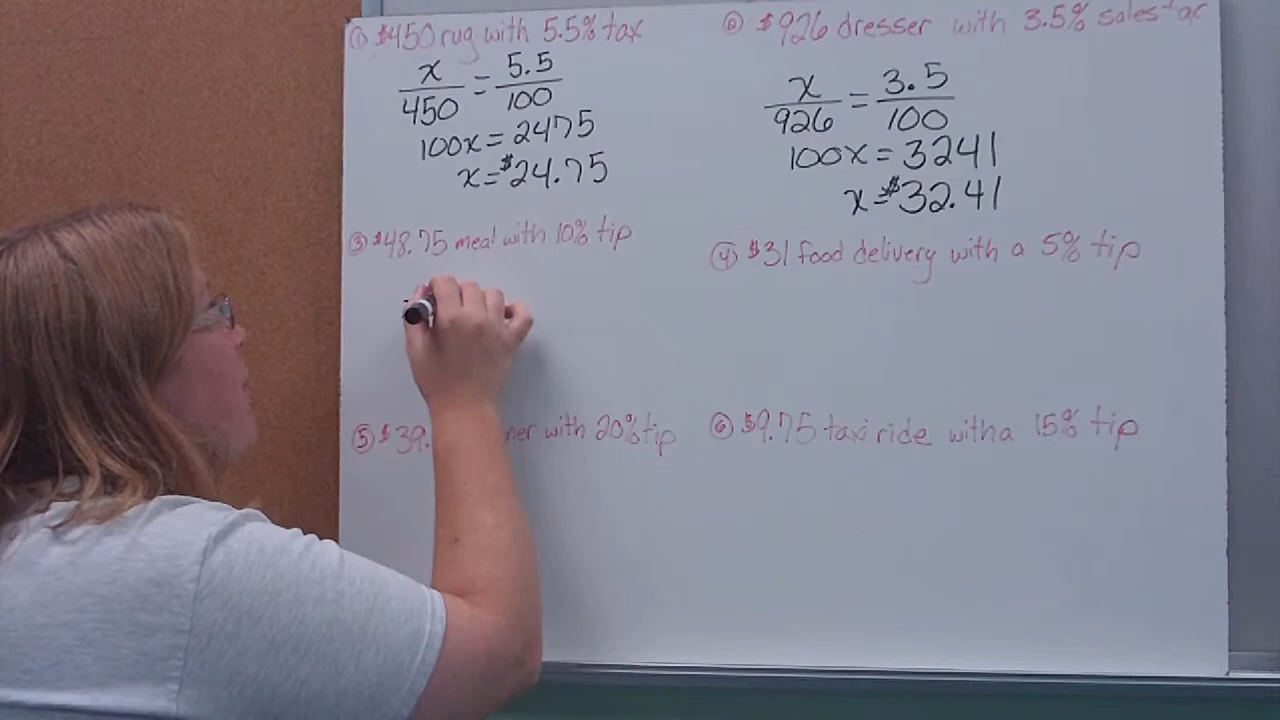 ① $450 rug with 5.5% tax
x/450 = 5.5/100
100x = 2475
x = $24.75
② $926 dresser with 3.5% sales tax
x/926 = 3.5/100
100x = 3241
x = $32.41
③ $48.75 meal with 10% tip
④ $31 food delivery with a 5% tip
⑤ $39. with 20% tip
⑥ $9.75 taxi ride with a 15% tip